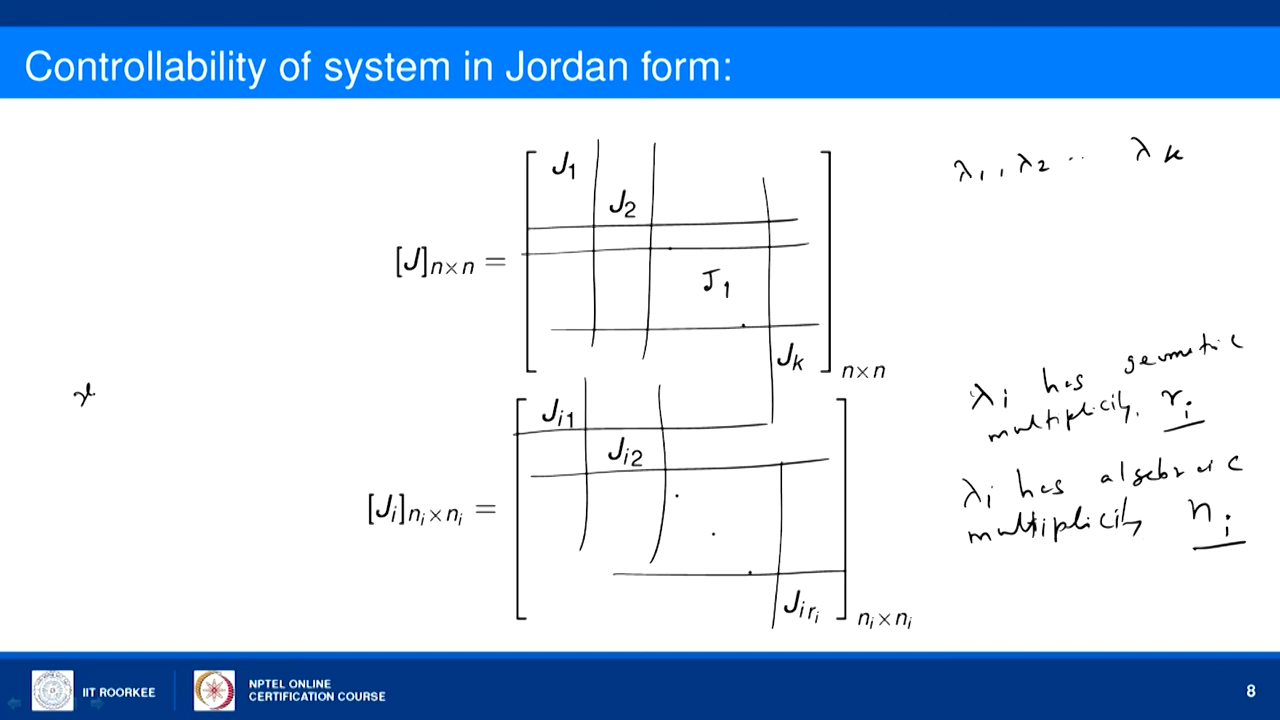 Controllability of system in Jordan form:
J1
J2
[J]n×n =
J1
Jk
n×n
λ1, λ2 .. λk
λi has geometric
multiplicity. ri
λi has algebraic
multiplicity ni
Ji1
Ji2
[Ji]ni×ni =
Jiri
ni×ni
IIT ROORKEE
NPTEL ONLINE
CERTIFICATION COURSE
8